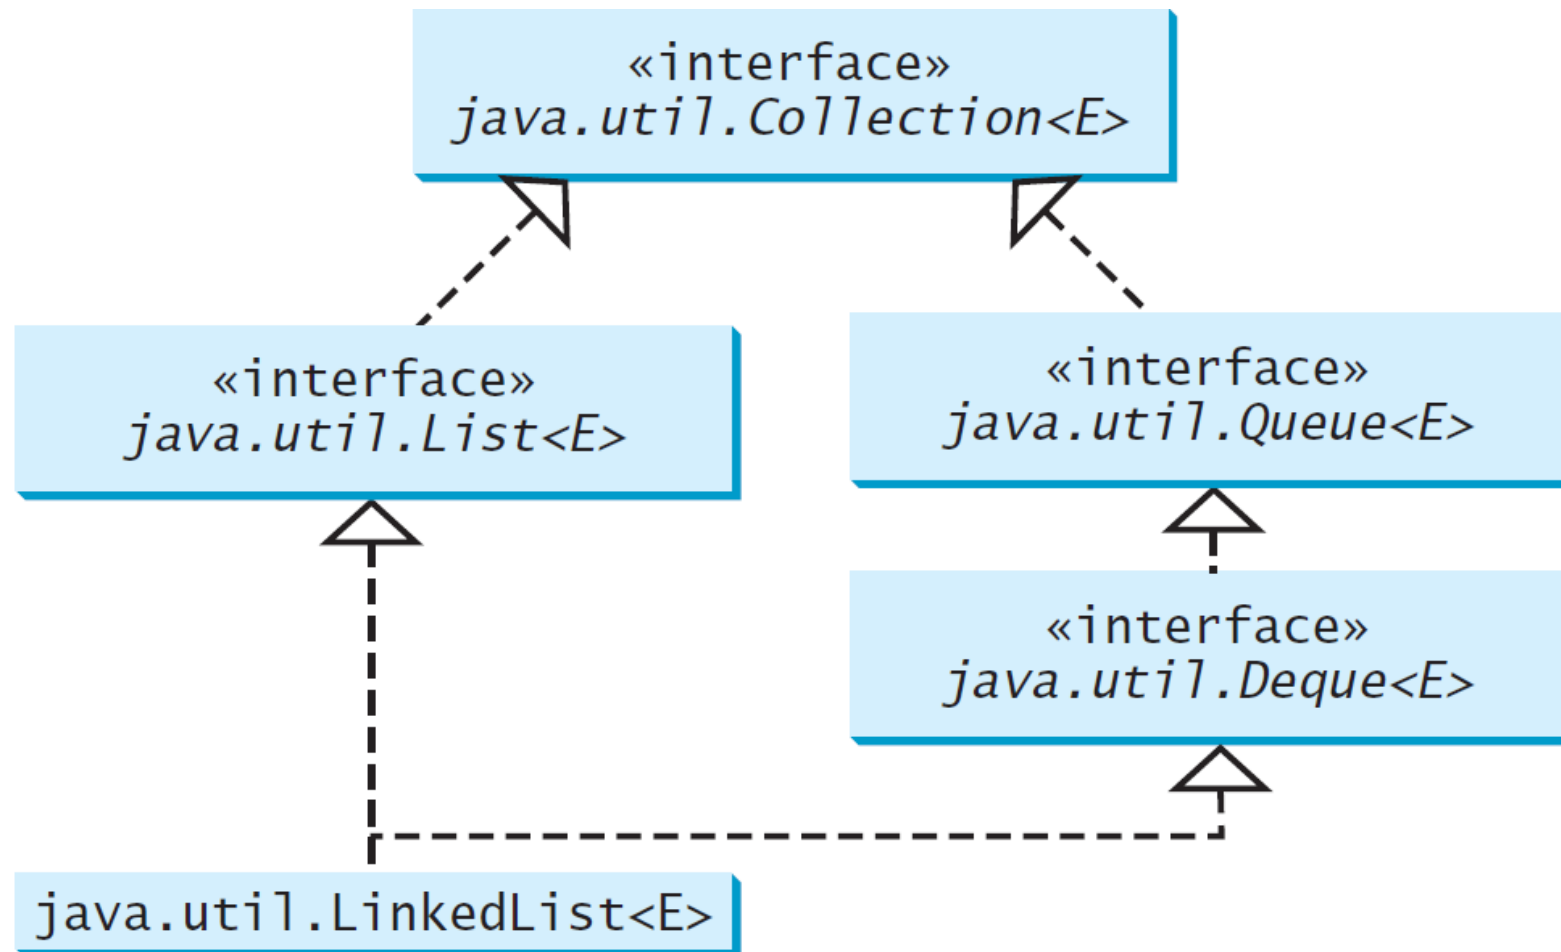 «interface»
java.util.Collection<E>
«interface»
java.util.List<E>
«interface»
java.util.Queue<E>
«interface»
java.util.Deque<E>
java.util.LinkedList<E>